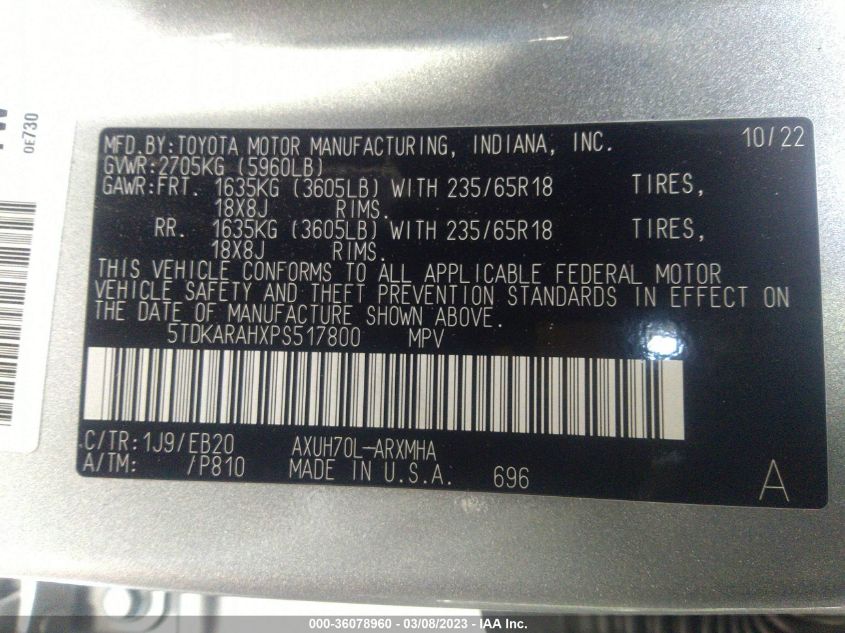 MFD.BY:TOYOTA MOTOR MANUFACTURING, INDIANA, INC. 10/22
GVWR:2705KG (5960LB)
GAWR:FRT. 1635KG (3605LB) WITH 235/65R18 TIRES,
18X8J RIMS.
RR. 1635KG (3605LB) WITH 235/65R18 TIRES,
18X8J RIMS.
THIS VEHICLE CONFORMS TO ALL APPLICABLE FEDERAL MOTOR
VEHICLE SAFETY AND THEFT PREVENTION STANDARDS IN EFFECT ON
THE DATE OF MANUFACTURE SHOWN ABOVE.
5TDKARAHXPS517800 MPV
C/TR:1J9/EB20 AXUH70L-ARXMHA
A/TM: /P810 MADE IN U.S.A. 696 A
0E730
000-36078960 - 03/08/2023 - IAA Inc.